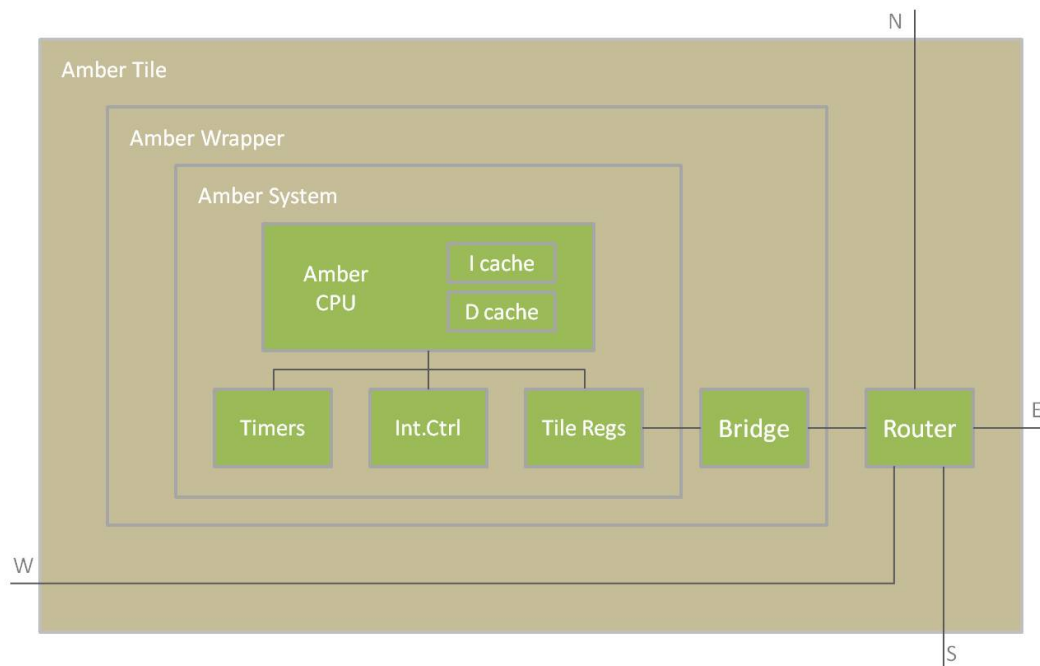 N
Amber Tile
Amber Wrapper
Amber System
Amber
CPU
I cache
D cache
Timers
Int.Ctrl
Tile Regs
Bridge
Router
E
W
S